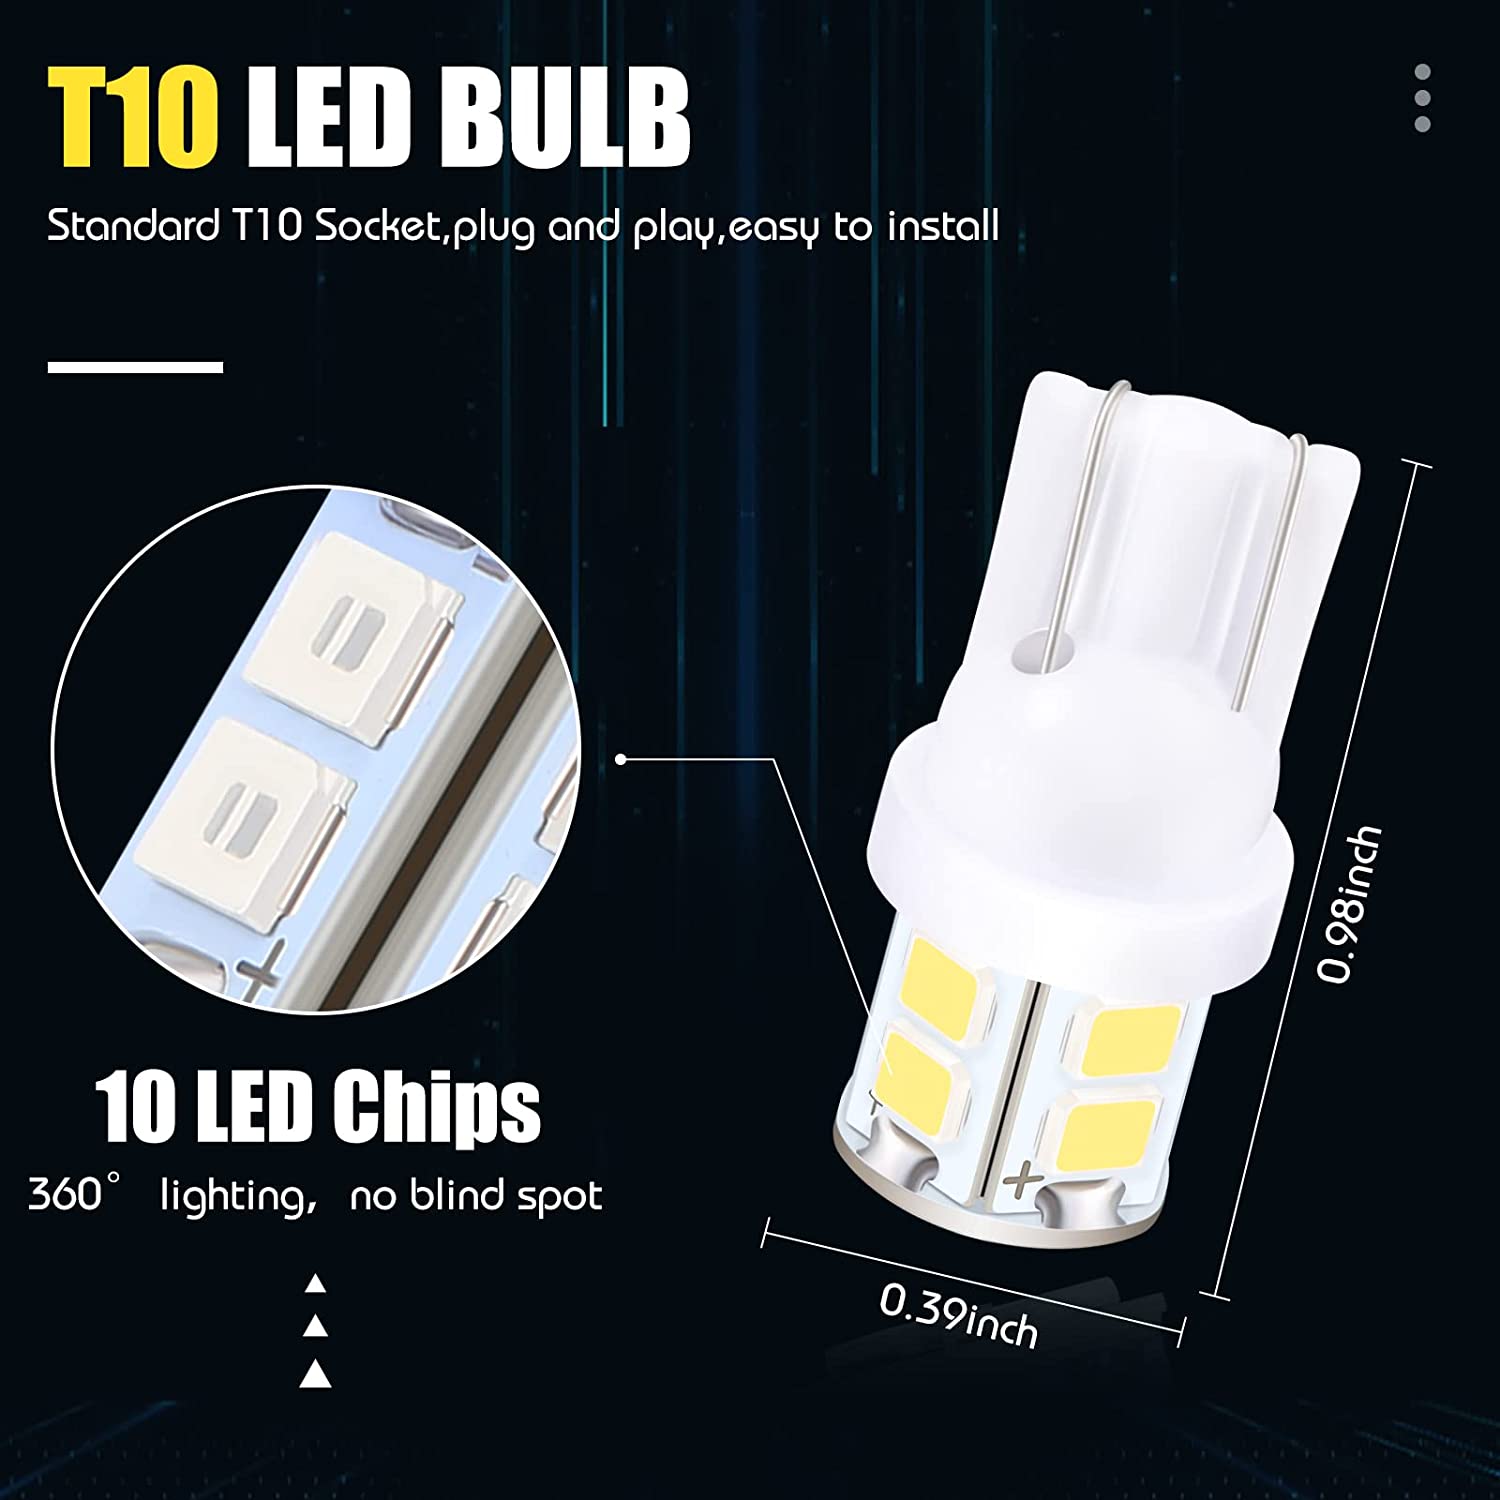 T10 LED BULB
Standard T10 Socket,plug and play,easy to install
0.98inch
10 LED Chips
360° lighting, no blind spot
+
+
0.39inch